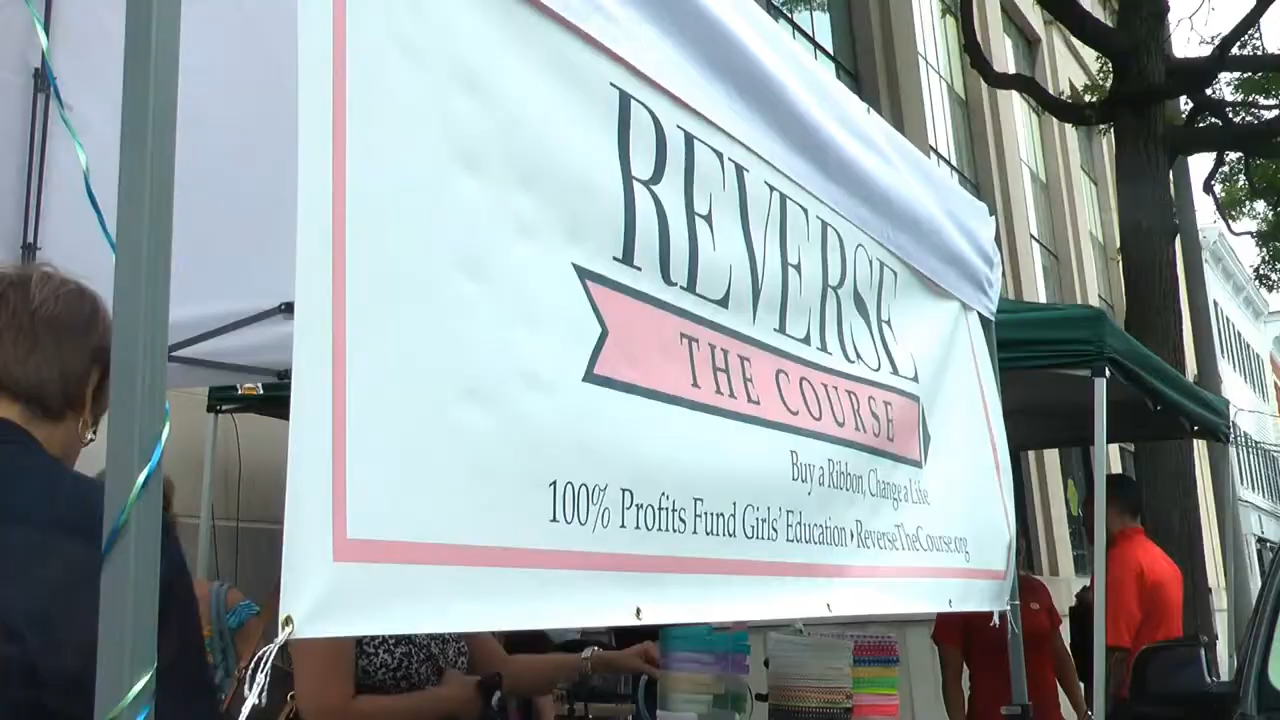 REVERSE
THE COURSE
Buy a Ribbon, Change a Life
100% Profits Fund Girls' Education • ReverseTheCourse.org